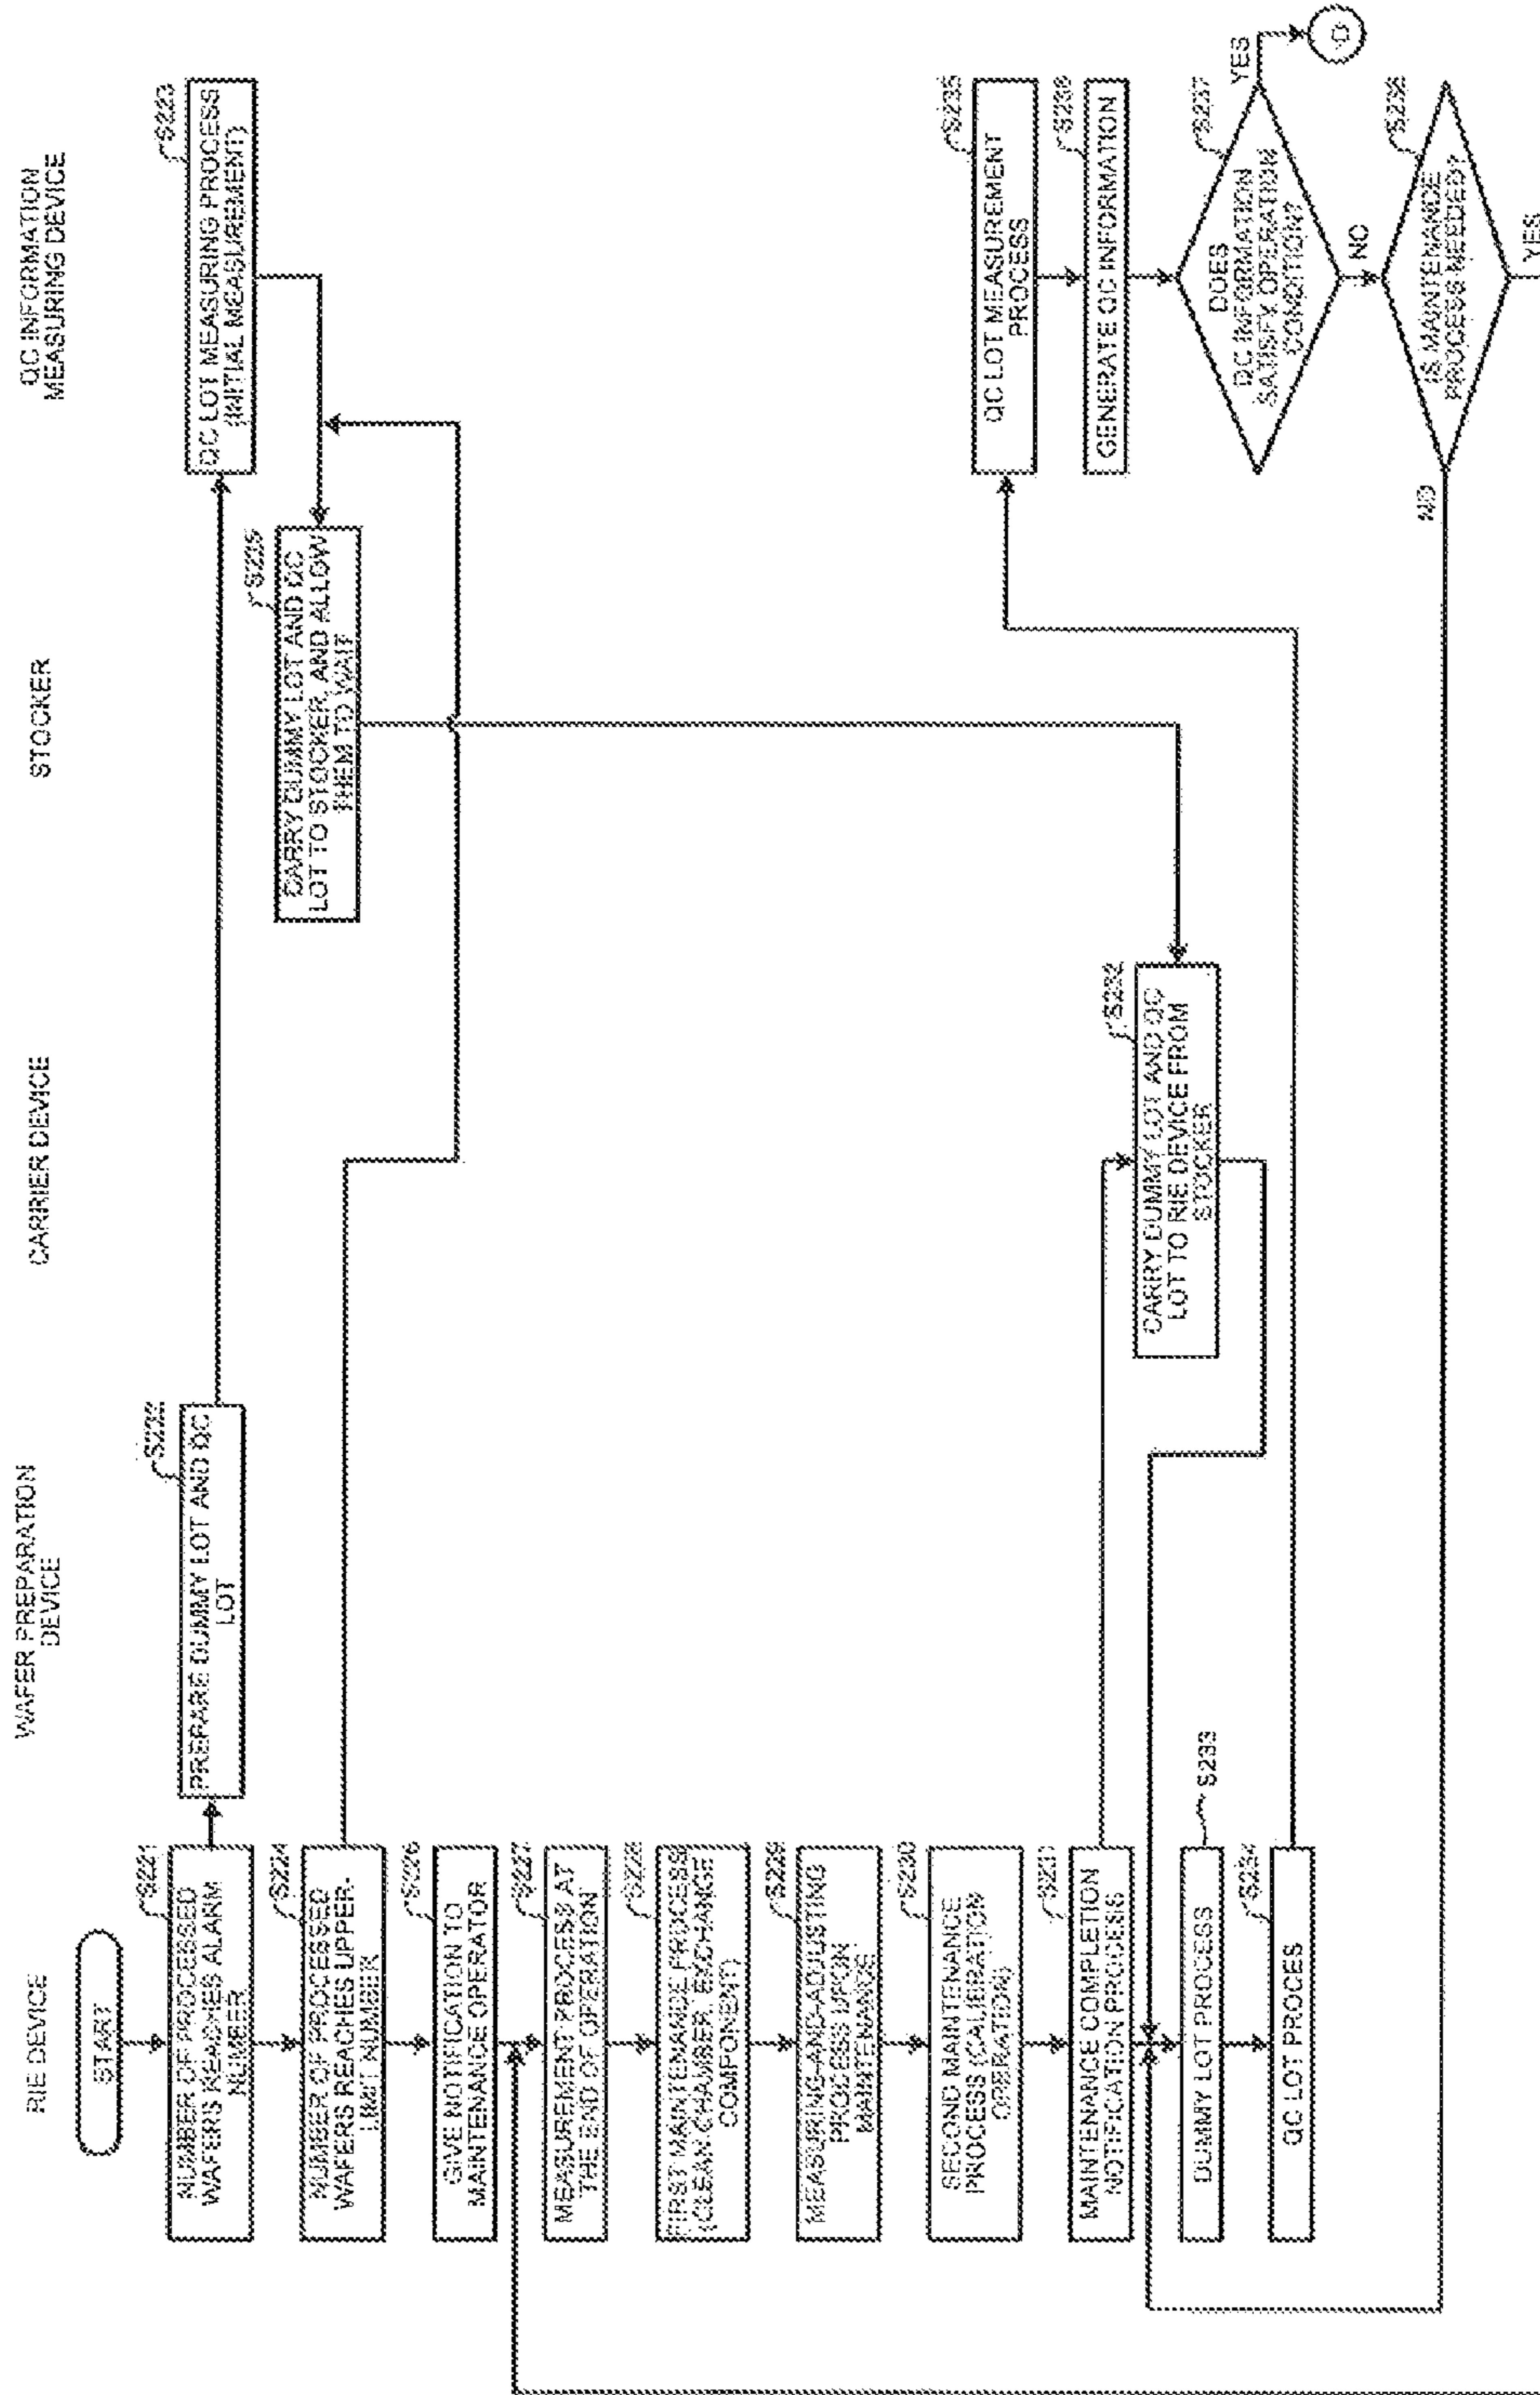 RIE DEVICE
WAFER PREPARATION
DEVICE
CARRIER DEVICE
STOCKER
QC INFORMATION
MEASURING DEVICE
START
S221
NUMBER OF PROCESSED
WAFERS REACHES ALARM
NUMBER
S222
PREPARE DUMMY LOT AND QC
LOT
S223
QC LOT MEASURING PROCESS
(INITIAL MEASUREMENT)
S224
NUMBER OF PROCESSED
WAFERS REACHES UPPER-
LIMIT NUMBER
S225
CARRY DUMMY LOT AND QC
LOT TO STOCKER, AND ALLOW
THEM TO WAIT
S226
GIVE NOTIFICATION TO
MAINTENANCE OPERATOR
S227
MEASUREMENT PROCESS AT
THE END OF OPERATION
S228
FIRST MAINTENANCE PROCESS
(CLEAN CHAMBER, EXCHANGE
COMPONENT)
S229
MEASURING-AND-ADJUSTING
PROCESS UPON
MAINTENANCE
S230
SECOND MAINTENANCE
PROCESS (CALIBRATION
OPERATION)
S231
MAINTENANCE COMPLETION
NOTIFICATION PROCESS
S232
CARRY DUMMY LOT AND QC
LOT TO RIE DEVICE FROM
STOCKER
DUMMY LOT PROCESS
S233
S234
QC LOT PROCES
S235
QC LOT MEASUREMENT
PROCESS
S236
GENERATE QC INFORMATION
S237
DOES
QC INFORMATION
SATISFY OPERATION
CONDITION?
YES
D
NO
S238
IS MAINTENANCE
PROCESS NEEDED?
NO
YES